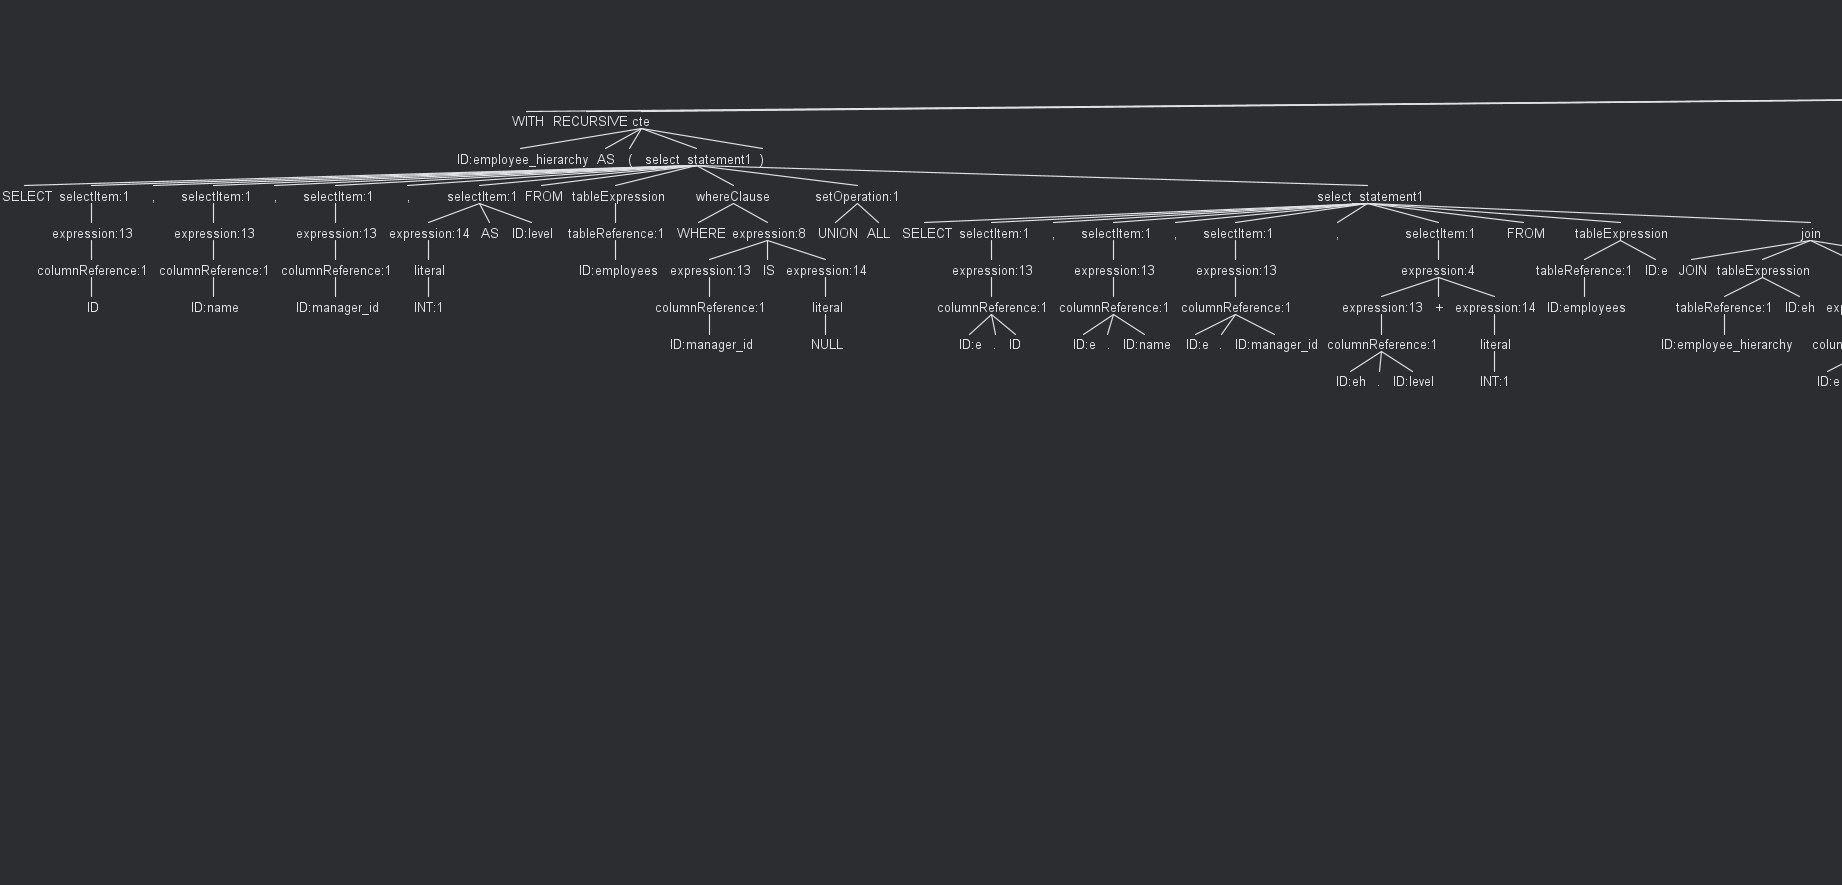 WITH RECURSIVE cte
ID:employee_hierarchy AS ( select_statement1 )
SELECT selectItem:1 , selectItem:1 , selectItem:1 , selectItem:1 FROM tableExpression whereClause setOperation:1 select_statement1
expression:13 expression:13 expression:13 expression:14 AS ID:level tableReference:1 WHERE expression:8 UNION ALL SELECT selectItem:1 , selectItem:1 , selectItem:1 , selectItem:1 FROM tableExpression join
columnReference:1 columnReference:1 columnReference:1 literal ID:employees expression:13 IS expression:14 expression:13 expression:13 expression:13 expression:4 tableReference:1 ID:e JOIN tableExpression
ID ID:name ID:manager_id INT:1 columnReference:1 literal columnReference:1 columnReference:1 columnReference:1 expression:13 + expression:14 ID:employees tableReference:1 ID:eh exp
ID:manager_id NULL ID:e . ID ID:e . ID:name ID:e . ID:manager_id columnReference:1 literal ID:employee_hierarchy colum
ID:eh . ID:level INT:1 ID:e